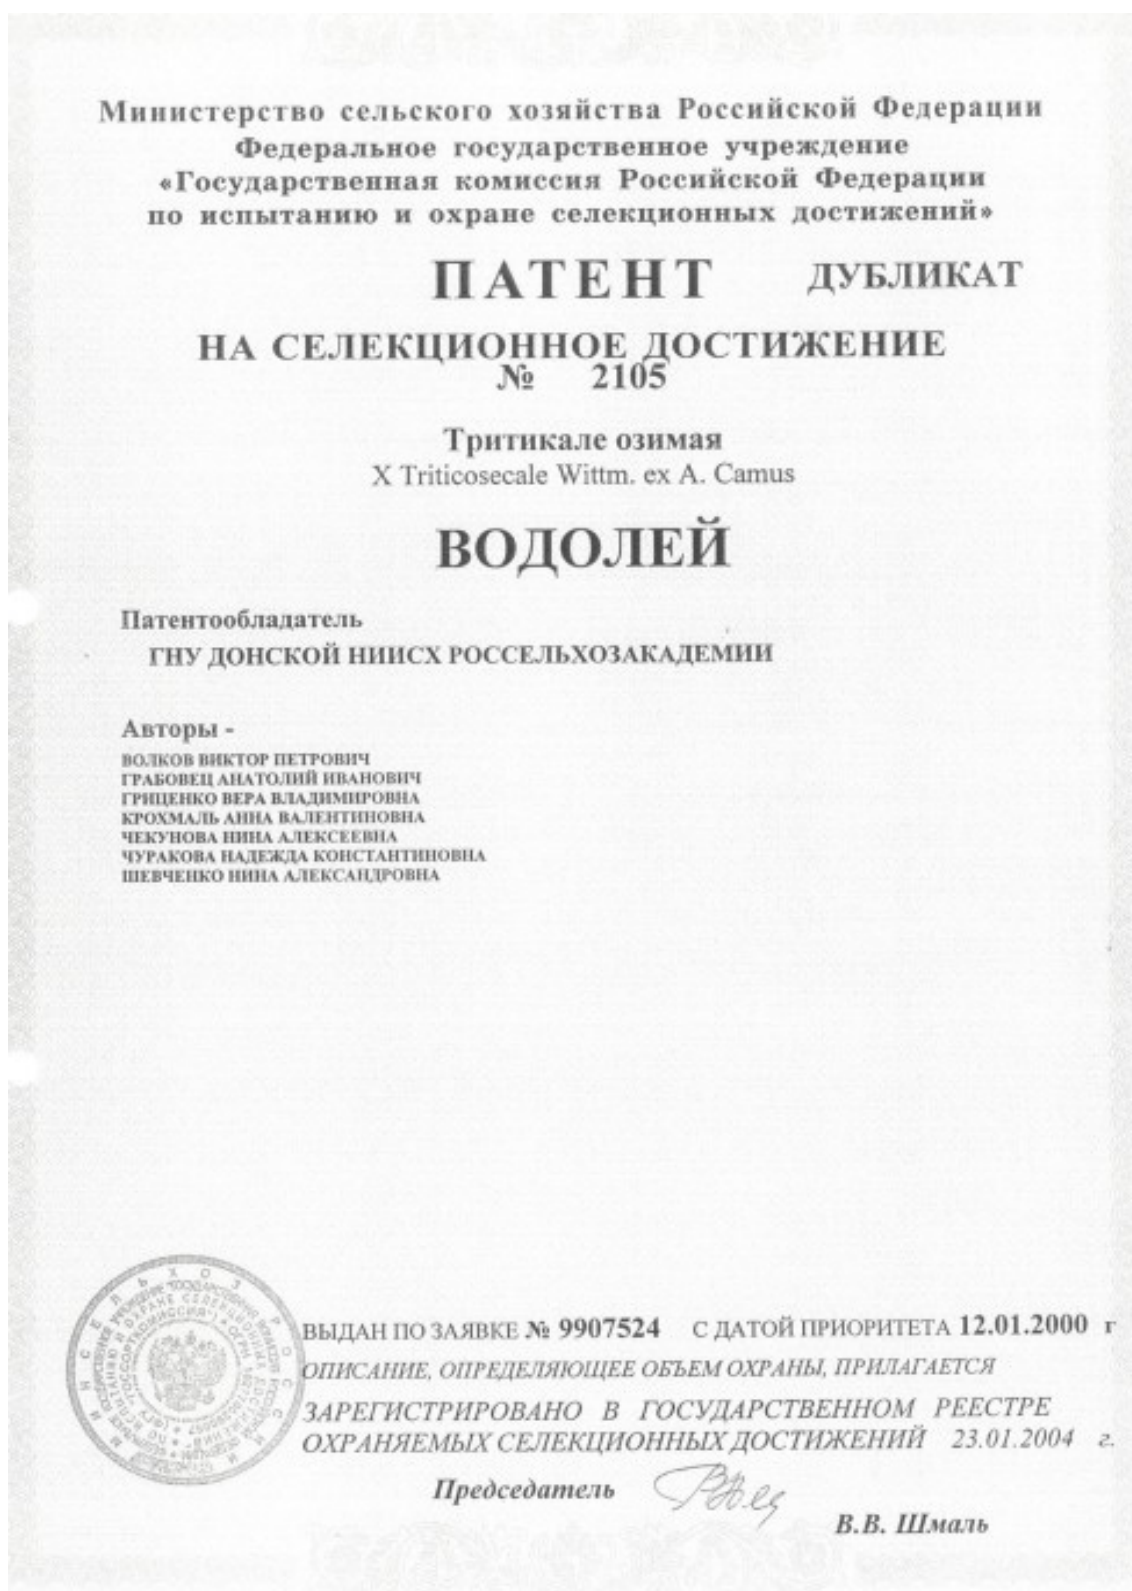 Министерство сельского хозяйства Российской Федерации
Федеральное государственное учреждение
«Государственная комиссия Российской Федерации
по испытанию и охране селекционных достижений»
ПАТЕНТ ДУБЛИКАТ
НА СЕЛЕКЦИОННОЕ ДОСТИЖЕНИЕ
№ 2105
Тритикале озимая
X Triticosecale Wittm. ex A. Camus
ВОДОЛЕЙ
Патентообладатель
ГНУ ДОНСКОЙ НИИСХ РОССЕЛЬХОЗАКАДЕМИИ
Авторы -
ВОЛКОВ ВИКТОР ПЕТРОВИЧ
ГРАБОВЕЦ АНАТОЛИЙ ИВАНОВИЧ
ГРИЦЕНКО ВЕРА ВЛАДИМИРОВНА
КРОХМАЛЬ АННА ВАЛЕНТИНОВНА
ЧЕКУНОВА НИНА АЛЕКСЕЕВНА
ЧУРАКОВА НАДЕЖДА КОНСТАНТИНОВНА
ШЕВЧЕНКО НИНА АЛЕКСАНДРОВНА
ВЫДАН ПО ЗАЯВКЕ № 9907524 С ДАТОЙ ПРИОРИТЕТА 12.01.2000 г
ОПИСАНИЕ, ОПРЕДЕЛЯЮЩЕЕ ОБЪЕМ ОХРАНЫ, ПРИЛАГАЕТСЯ
ЗАРЕГИСТРИРОВАНО В ГОСУДАРСТВЕННОМ РЕЕСТРЕ
ОХРАНЯЕМЫХ СЕЛЕКЦИОННЫХ ДОСТИЖЕНИЙ 23.01.2004 г.
Председатель
В.В. Шмаль